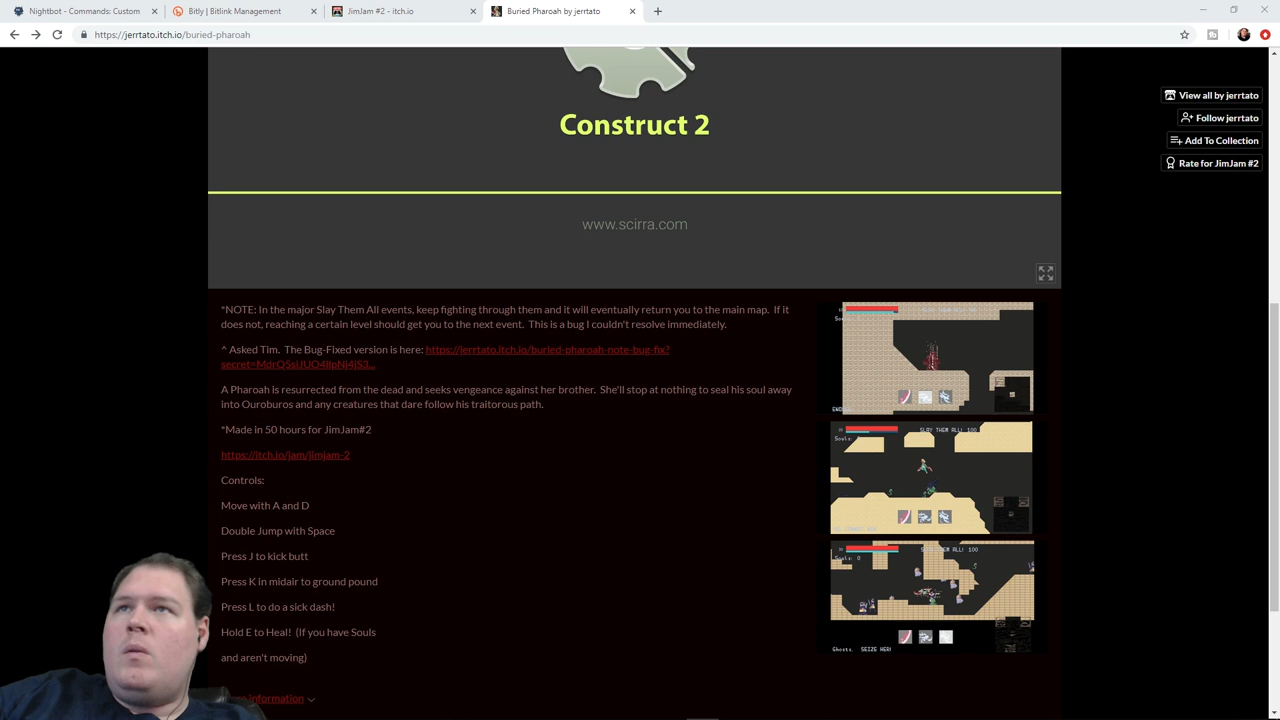 Nightbot - Commands: Custom
Bitly | Bitlink Management
JimJam #2 - itch.io
Buried Pharoah by jerrtato
https://jerrtato.itch.io/buried-pharoah
View all by jerrtato
Follow jerrtato
Add To Collection
Rate for JimJam #2
Construct 2
www.scirra.com
*NOTE: In the major Slay Them All events, keep fighting through them and it will eventually return you to the main map. If it
does not, reaching a certain level should get you to the next event. This is a bug I couldn't resolve immediately.
^ Asked Tim. The Bug-Fixed version is here: https://jerrtato.itch.io/buried-pharoah-note-bug-fix?
A Pharoah is resurrected from the dead and seeks vengeance against her brother. She'll stop at nothing to seal his soul away
into Ouroburos and any creatures that dare follow his traitorous path.
*Made in 50 hours for JimJam#2
https://itch.io/jam/jimjam-2
Controls:
Move with A and D
Double Jump with Space
Press J to kick butt
Press K in midair to ground pound
Press L to do a sick dash!
Hold E to Heal! (If you have Souls
and aren't moving)
information
SLAY THEM ALL! 100
Souls:
THEM ALL! 100
Souls: 0
Ghosts: SEIZE HER!